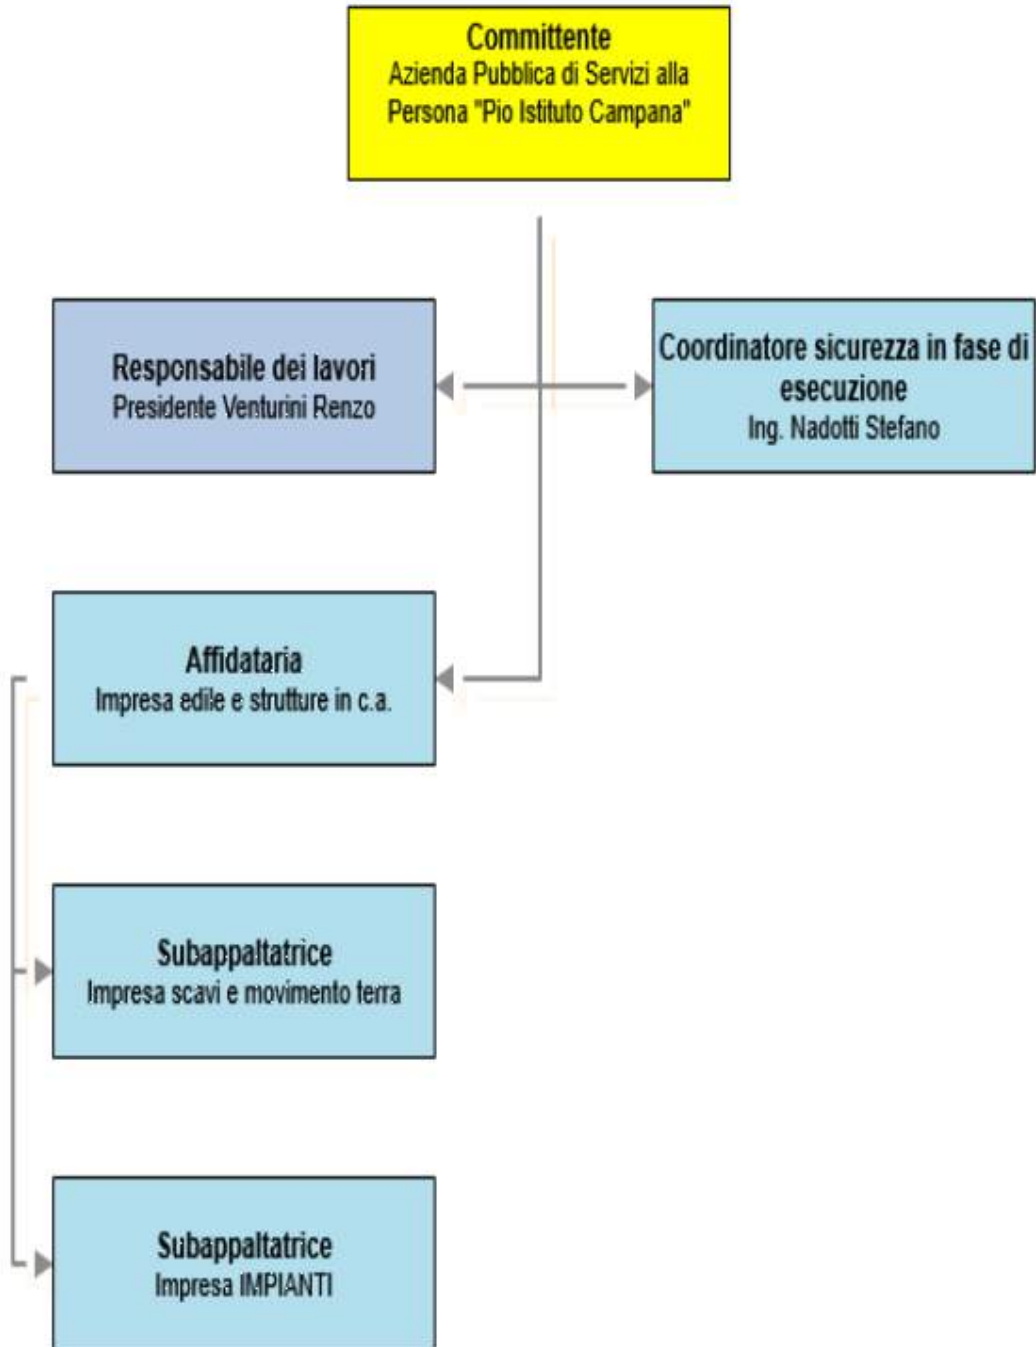 Committente
Azienda Pubblica di Servizi alla
Persona "Pio Istituto Campana"
Responsabile dei lavori
Presidente Venturini Renzo
Coordinatore sicurezza in fase di
esecuzione
Ing. Nadotti Stefano
Affidataria
Impresa edile e strutture in c.a.
Subappaltatrice
Impresa scavi e movimento terra
Subappaltatrice
Impresa IMPIANTI